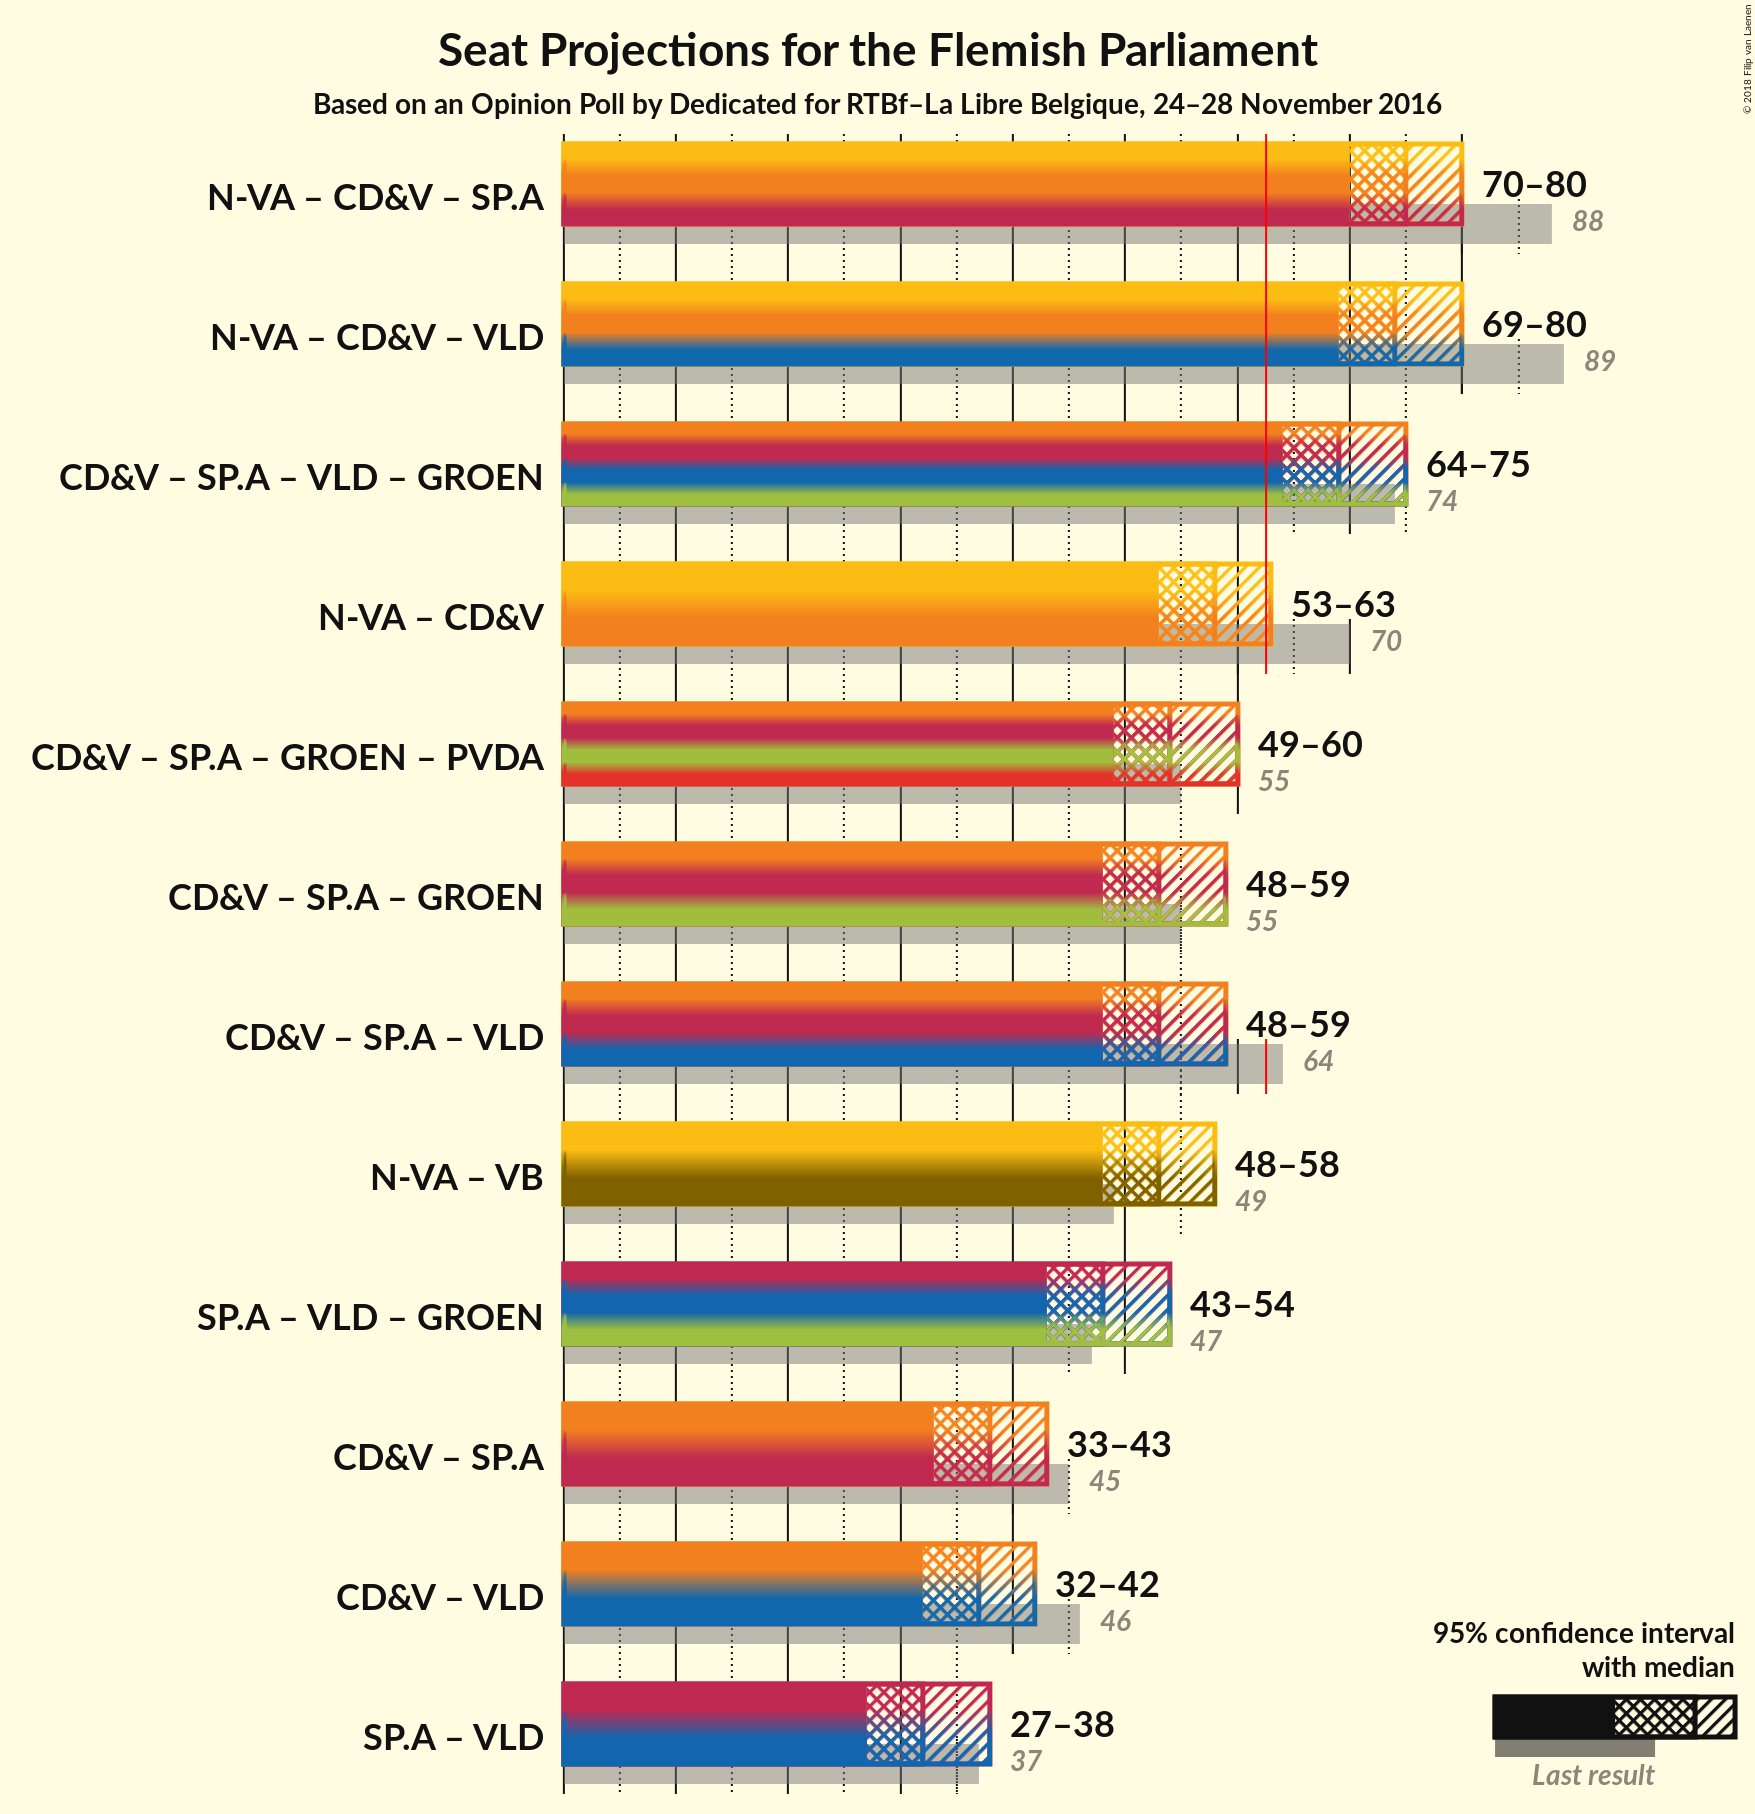 Seat Projections for the Flemish Parliament
Based on an Opinion Poll by Dedicated for RTBf–La Libre Belgique, 24–28 November 2016
© 2018 Filip van Laenen
N-VA – CD&V – SP.A
70–80
88
N-VA – CD&V – VLD
69–80
89
CD&V – SP.A – VLD – GROEN
64–75
74
N-VA – CD&V
53–63
70
CD&V – SP.A – GROEN – PVDA
49–60
55
CD&V – SP.A – GROEN
48–59
55
CD&V – SP.A – VLD
48–59
64
N-VA – VB
48–58
49
SP.A – VLD – GROEN
43–54
47
CD&V – SP.A
33–43
45
CD&V – VLD
32–42
46
SP.A – VLD
27–38
37
95% confidence interval
with median
Last result